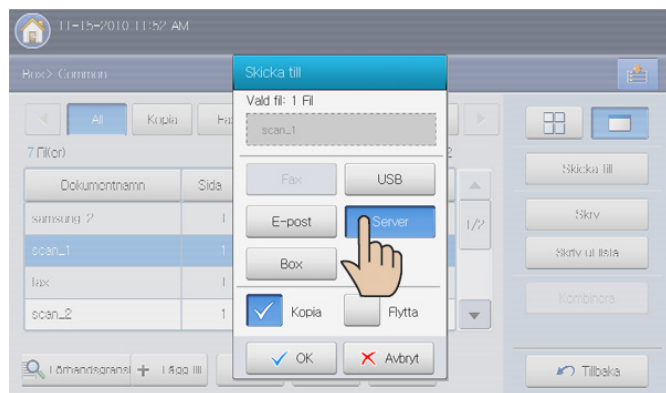 11-15-2010 11:52 AM
Box> Common
Skicka till
Vald fil: 1 Fil
scan_1
All Kopia
7 Fil(er)
Dokumentnamn Sida
samsung_2 1
scan_1 1
fax 1
scan_2 1
1/2
Fax USB
E-post Server
Box
Kopia Flytta
OK Avbryt
Skicka till
Skriv
Skriv ut lista
Kombinera
Förhandsgransk + Lägg till
Tillbaka